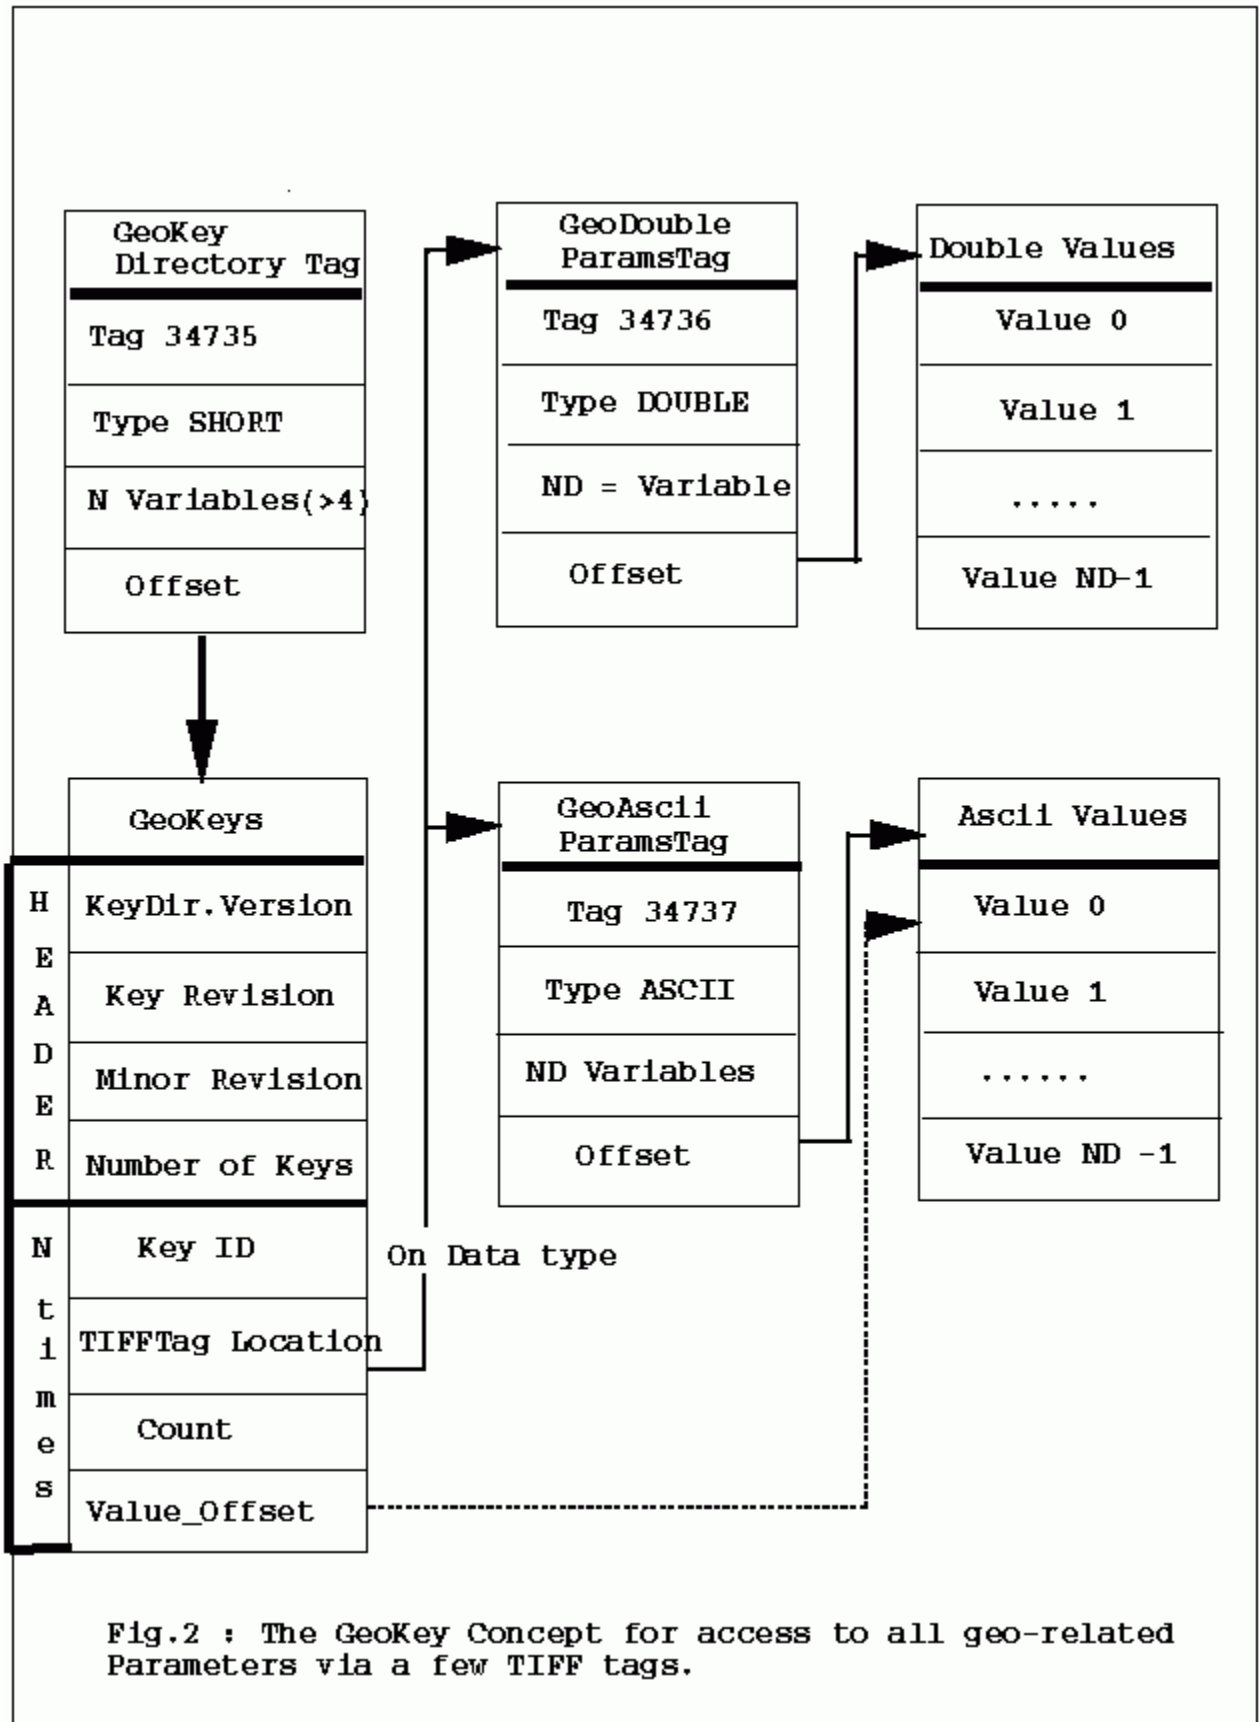 GeoKey
Directory Tag
Tag 34735
Type SHORT
N Variables(>4)
Offset
GeoDouble
ParamsTag
Tag 34736
Type DOUBLE
ND = Variable
Offset
Double Values
Value 0
Value 1
.....
Value ND-1
GeoKeys
HEADER
KeyDir.Version
Key Revision
Minor Revision
Number of Keys
N times
Key ID
TIFFTag Location
Count
Value_Offset
On Data type
GeoAscii
ParamsTag
Tag 34737
Type ASCII
ND Variables
Offset
Ascii Values
Value 0
Value 1
......
Value ND -1
Fig.2 : The GeoKey Concept for access to all geo-related
Parameters via a few TIFF tags.